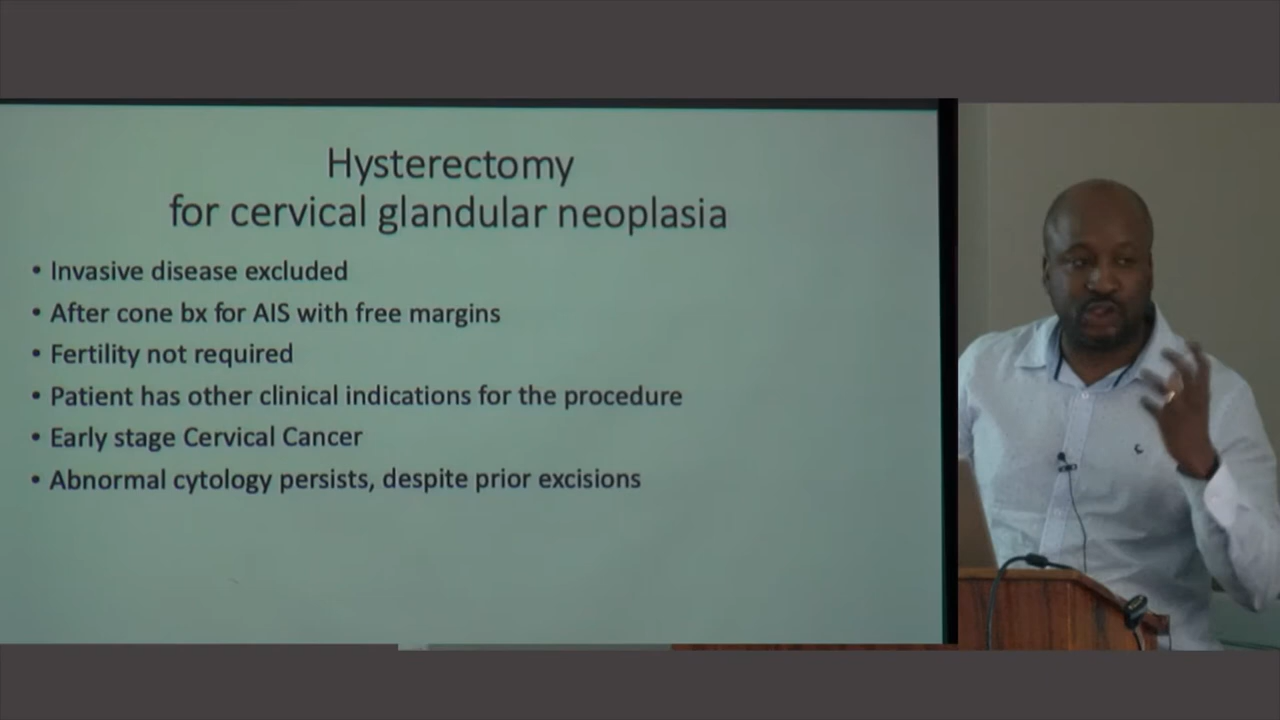 Hysterectomy
for cervical glandular neoplasia
• Invasive disease excluded
• After cone bx for AIS with free margins
• Fertility not required
• Patient has other clinical indications for the procedure
• Early stage Cervical Cancer
• Abnormal cytology persists, despite prior excisions